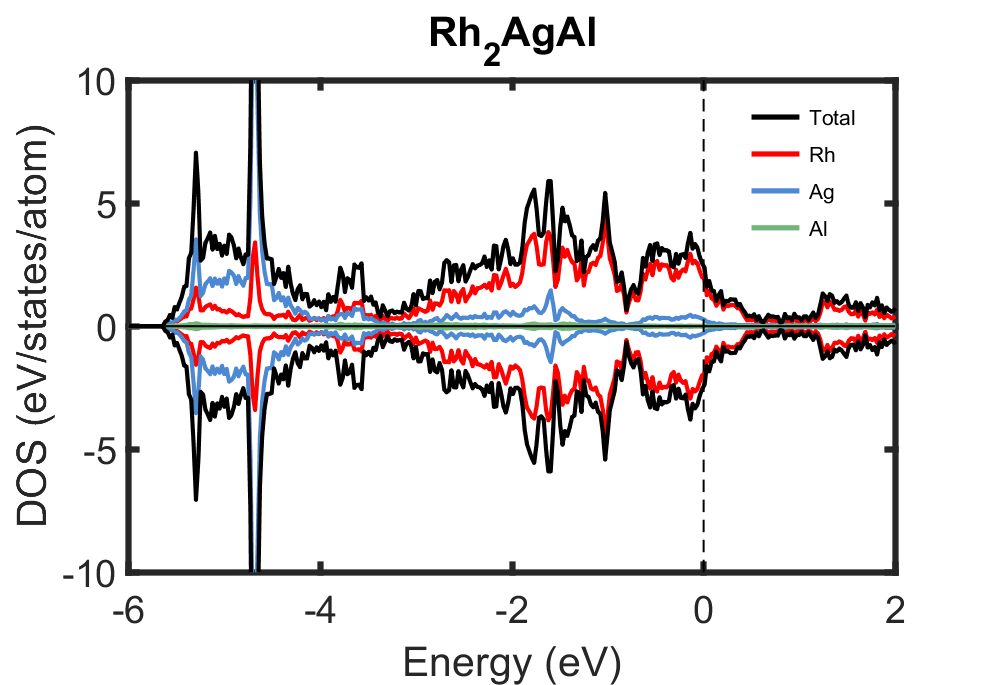 Rh₂AgAl
DOS (eV/states/atom)
10
5
0
-5
-10
Total
Rh
Ag
Al
-6 -4 -2 0 2
Energy (eV)